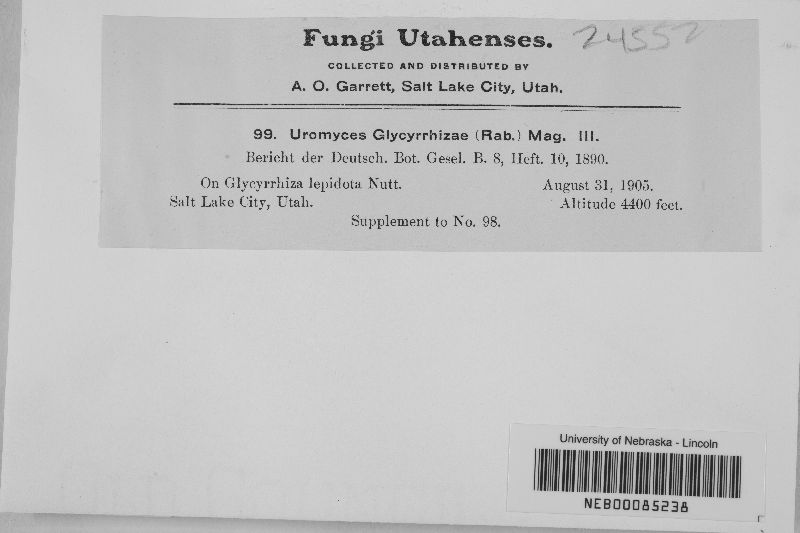 Fungi Utahenses. 24552
COLLECTED AND DISTRIBUTED BY
A. O. Garrett, Salt Lake City, Utah.
99. Uromyces Glycyrrhizae (Rab.) Mag. III.
Bericht der Deutsch. Bot. Gesel. B. 8, Heft. 10, 1890.
On Glycyrrhiza lepidota Nutt. August 31, 1905.
Salt Lake City, Utah. Altitude 4400 feet.
Supplement to No. 98.
University of Nebraska - Lincoln
NEB00085238